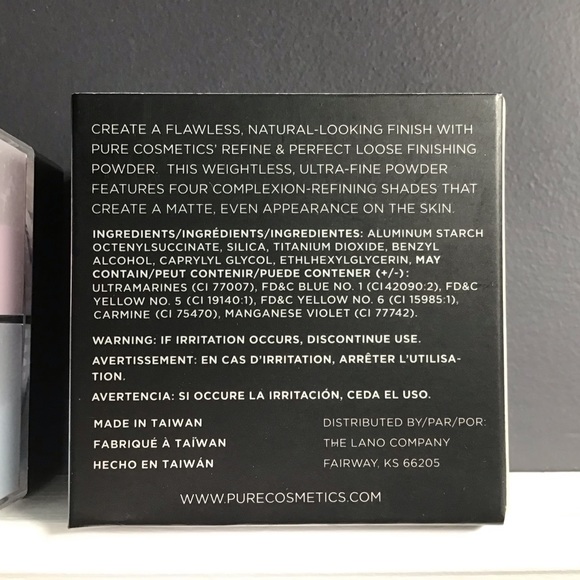 CREATE A FLAWLESS, NATURAL-LOOKING FINISH WITH
PURE COSMETICS' REFINE & PERFECT LOOSE FINISHING
POWDER. THIS WEIGHTLESS, ULTRA-FINE POWDER
FEATURES FOUR COMPLEXION-REFINING SHADES THAT
CREATE A MATTE, EVEN APPEARANCE ON THE SKIN.
INGREDIENTS/INGRÉDIENTS/INGREDIENTES: ALUMINUM STARCH
OCTENYLSUCCINATE, SILICA, TITANIUM DIOXIDE, BENZYL
ALCOHOL, CAPRYLYL GLYCOL, ETHLHEXYLGLYCERIN, MAY
CONTAIN/PEUT CONTENIR/PUEDE CONTENER (+/-):
ULTRAMARINES (CI 77007), FD&C BLUE NO. 1 (CI 42090:2), FD&C
YELLOW NO. 5 (CI 19140:1), FD&C YELLOW NO. 6 (CI 15985:1),
CARMINE (CI 75470), MANGANESE VIOLET (CI 77742).
WARNING: IF IRRITATION OCCURS, DISCONTINUE USE.
AVERTISSEMENT: EN CAS D'IRRITATION, ARRÊTER L'UTILISA-
TION.
AVERTENCIA: SI OCCURE LA IRRITACIÓN, CEDA EL USO.
MADE IN TAIWAN
FABRIQUÉ À TAÏWAN
HECHO EN TAIWÁN
DISTRIBUTED BY/PAR/POR:
THE LANO COMPANY
FAIRWAY, KS 66205
WWW.PURECOSMETICS.COM